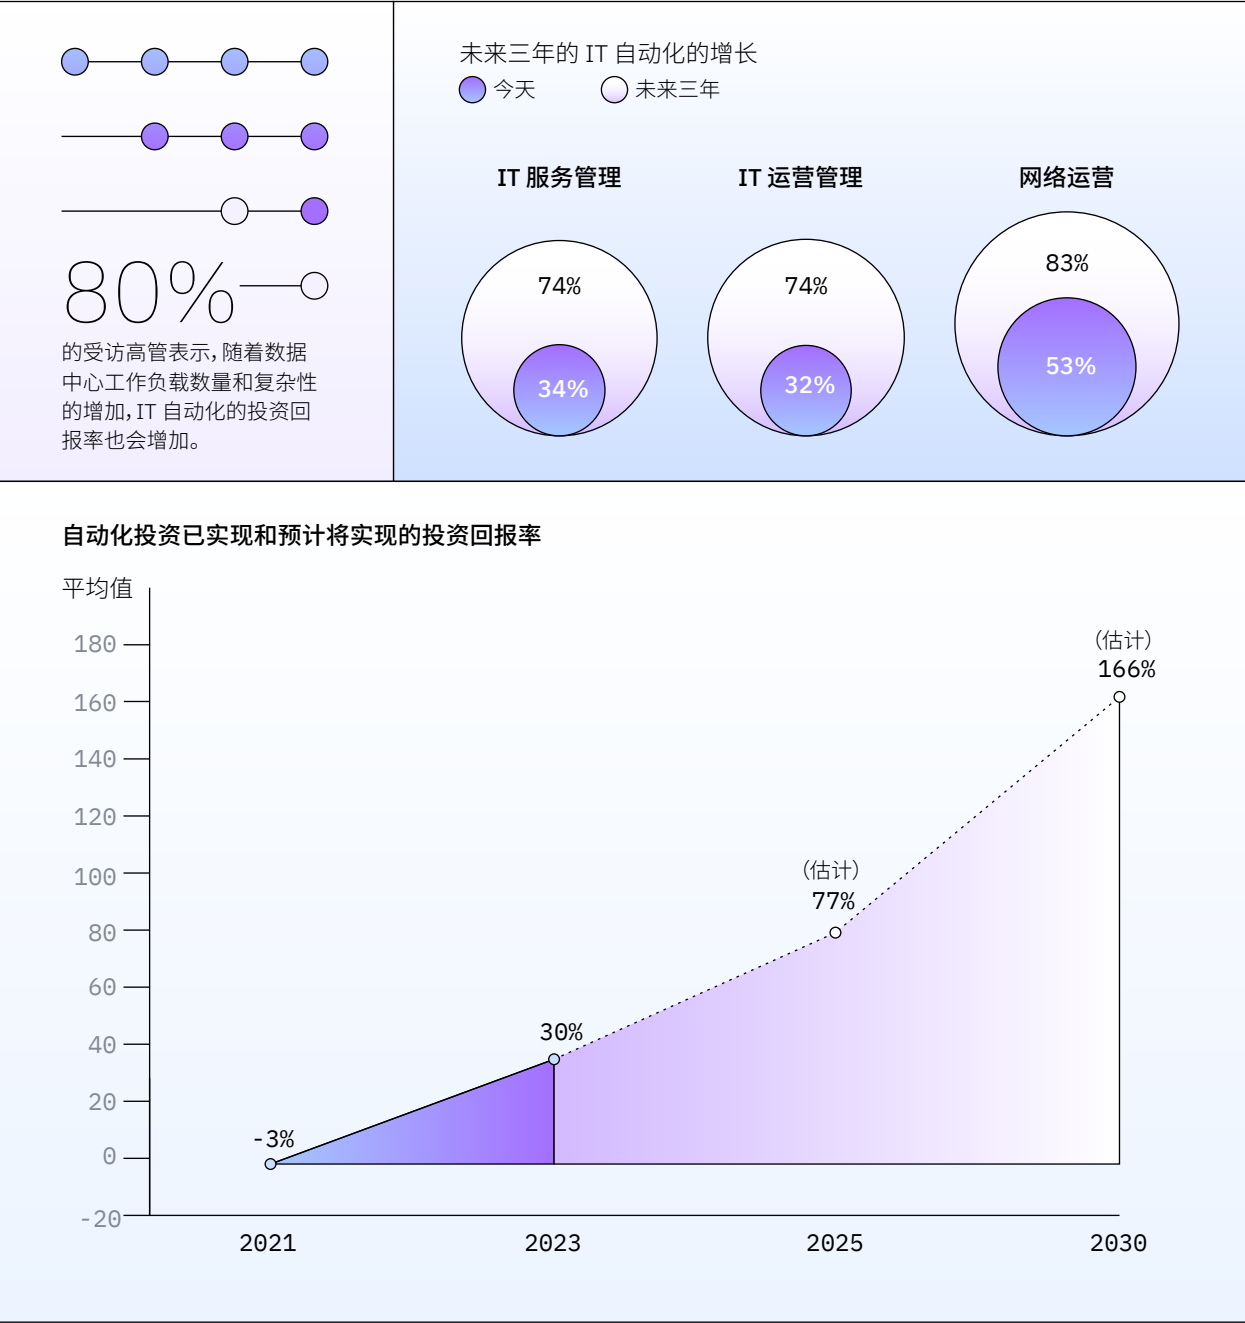 80%
的受访高管表示，随着数据
中心工作负载数量和复杂性
的增加，IT 自动化的投资回
报率也会增加。
未来三年的 IT 自动化的增长
今天
未来三年
IT 服务管理
74%
34%
IT 运营管理
74%
32%
网络运营
83%
53%
自动化投资已实现和预计将实现的投资回报率
平均值
180
160
140
120
100
80
60
40
20
0
-20
-3%
30%
（估计）
77%
（估计）
166%
2021
2023
2025
2030